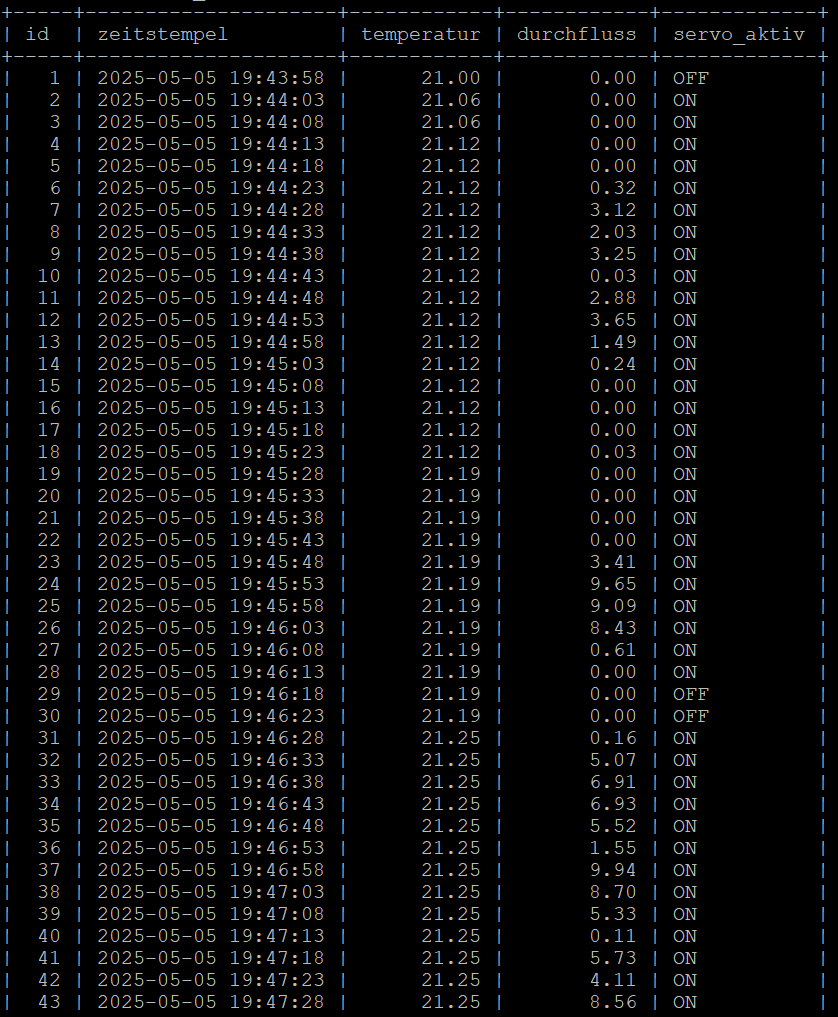 +-----+---------------------+------------+------------+-------------+
| id | zeitstempel | temperatur | durchfluss | servo_aktiv |
+-----+---------------------+------------+------------+-------------+
| 1 | 2025-05-05 19:43:58 | 21.00 | 0.00 | OFF |
| 2 | 2025-05-05 19:44:03 | 21.06 | 0.00 | ON |
| 3 | 2025-05-05 19:44:08 | 21.06 | 0.00 | ON |
| 4 | 2025-05-05 19:44:13 | 21.12 | 0.00 | ON |
| 5 | 2025-05-05 19:44:18 | 21.12 | 0.00 | ON |
| 6 | 2025-05-05 19:44:23 | 21.12 | 0.32 | ON |
| 7 | 2025-05-05 19:44:28 | 21.12 | 3.12 | ON |
| 8 | 2025-05-05 19:44:33 | 21.12 | 2.03 | ON |
| 9 | 2025-05-05 19:44:38 | 21.12 | 3.25 | ON |
| 10 | 2025-05-05 19:44:43 | 21.12 | 0.03 | ON |
| 11 | 2025-05-05 19:44:48 | 21.12 | 2.88 | ON |
| 12 | 2025-05-05 19:44:53 | 21.12 | 3.65 | ON |
| 13 | 2025-05-05 19:44:58 | 21.12 | 1.49 | ON |
| 14 | 2025-05-05 19:45:03 | 21.12 | 0.24 | ON |
| 15 | 2025-05-05 19:45:08 | 21.12 | 0.00 | ON |
| 16 | 2025-05-05 19:45:13 | 21.12 | 0.00 | ON |
| 17 | 2025-05-05 19:45:18 | 21.12 | 0.00 | ON |
| 18 | 2025-05-05 19:45:23 | 21.12 | 0.03 | ON |
| 19 | 2025-05-05 19:45:28 | 21.19 | 0.00 | ON |
| 20 | 2025-05-05 19:45:33 | 21.19 | 0.00 | ON |
| 21 | 2025-05-05 19:45:38 | 21.19 | 0.00 | ON |
| 22 | 2025-05-05 19:45:43 | 21.19 | 0.00 | ON |
| 23 | 2025-05-05 19:45:48 | 21.19 | 3.41 | ON |
| 24 | 2025-05-05 19:45:53 | 21.19 | 9.65 | ON |
| 25 | 2025-05-05 19:45:58 | 21.19 | 9.09 | ON |
| 26 | 2025-05-05 19:46:03 | 21.19 | 8.43 | ON |
| 27 | 2025-05-05 19:46:08 | 21.19 | 0.61 | ON |
| 28 | 2025-05-05 19:46:13 | 21.19 | 0.00 | ON |
| 29 | 2025-05-05 19:46:18 | 21.19 | 0.00 | OFF |
| 30 | 2025-05-05 19:46:23 | 21.19 | 0.00 | OFF |
| 31 | 2025-05-05 19:46:28 | 21.25 | 0.16 | ON |
| 32 | 2025-05-05 19:46:33 | 21.25 | 5.07 | ON |
| 33 | 2025-05-05 19:46:38 | 21.25 | 6.91 | ON |
| 34 | 2025-05-05 19:46:43 | 21.25 | 6.93 | ON |
| 35 | 2025-05-05 19:46:48 | 21.25 | 5.52 | ON |
| 36 | 2025-05-05 19:46:53 | 21.25 | 1.55 | ON |
| 37 | 2025-05-05 19:46:58 | 21.25 | 9.94 | ON |
| 38 | 2025-05-05 19:47:03 | 21.25 | 8.70 | ON |
| 39 | 2025-05-05 19:47:08 | 21.25 | 5.33 | ON |
| 40 | 2025-05-05 19:47:13 | 21.25 | 0.11 | ON |
| 41 | 2025-05-05 19:47:18 | 21.25 | 5.73 | ON |
| 42 | 2025-05-05 19:47:23 | 21.25 | 4.11 | ON |
| 43 | 2025-05-05 19:47:28 | 21.25 | 8.56 | ON |